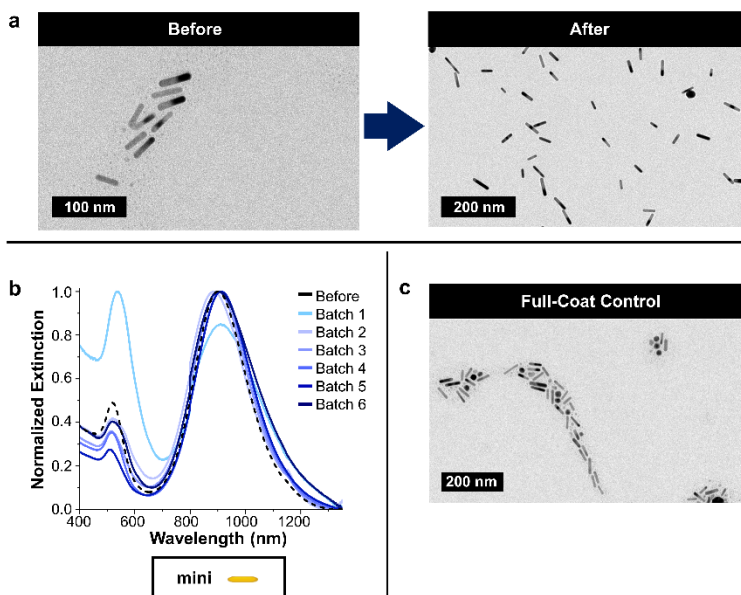 a
Before
After
100 nm
200 nm
b
Normalized Extinction
1.0
0.8
0.6
0.4
0.2
0.0
400 600 800 1000 1200
Wavelength (nm)
Before
Batch 1
Batch 2
Batch 3
Batch 4
Batch 5
Batch 6
mini
c
Full-Coat Control
200 nm